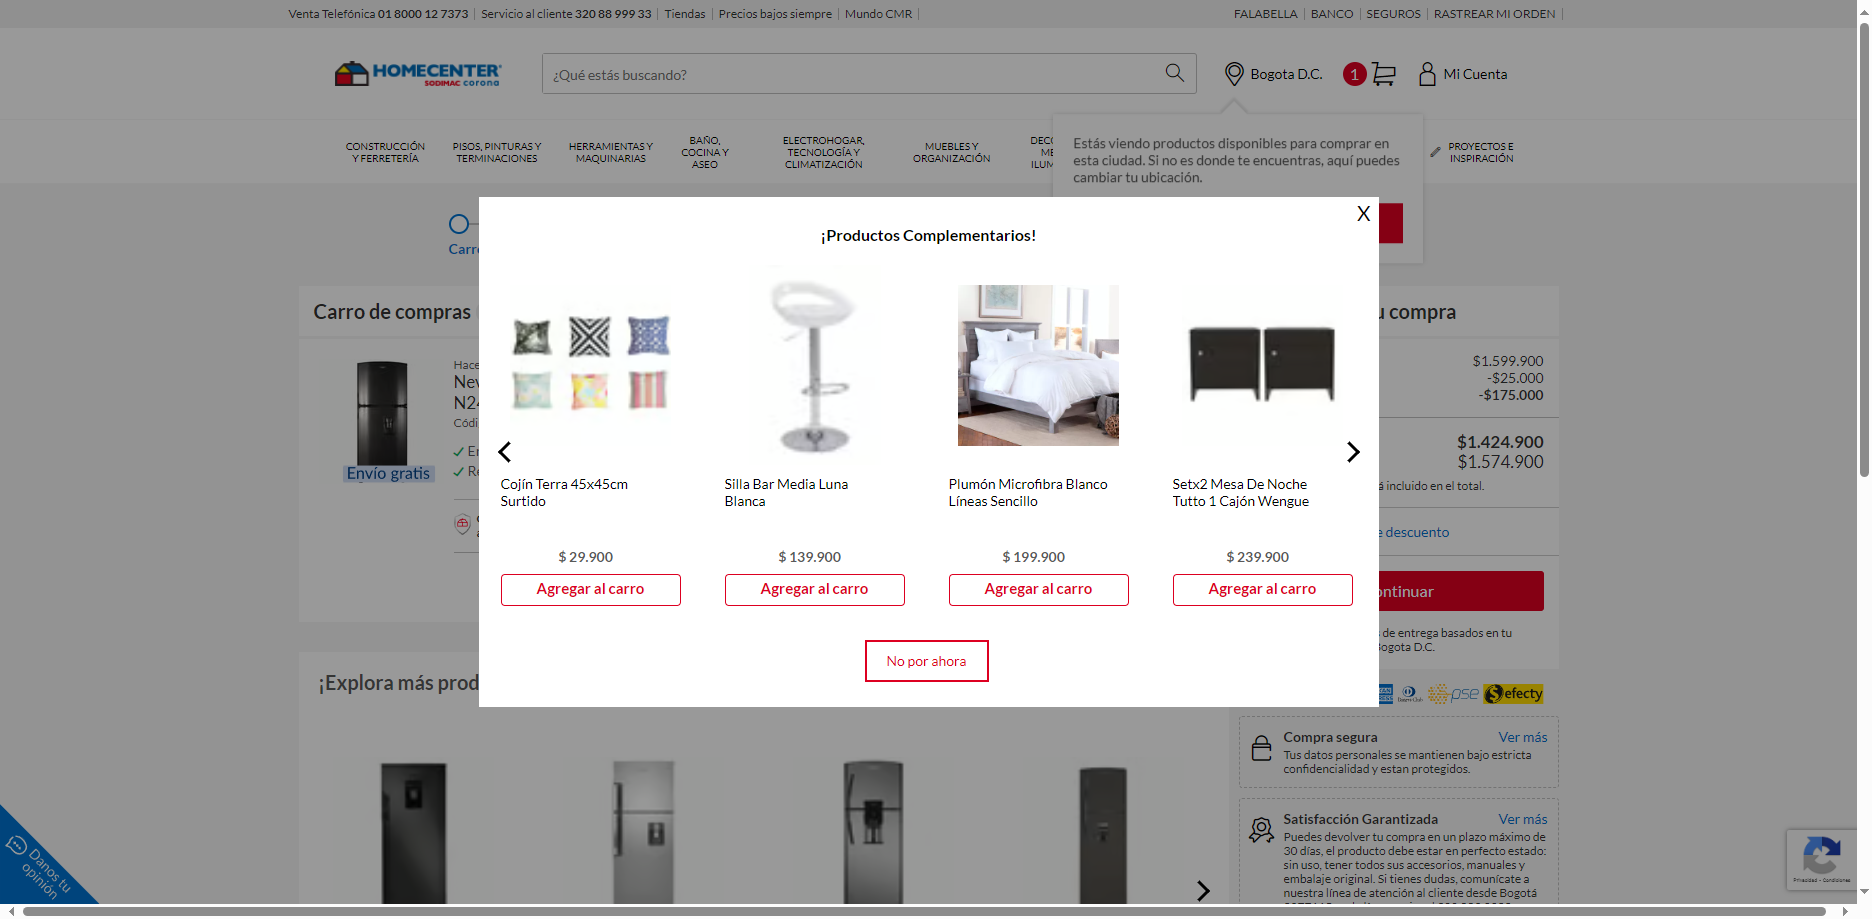 Venta Telefónica 01 8000 12 7373 Servicio al cliente 320 88 999 33 Tiendas Precios bajos siempre Mundo CMR FALABELLA BANCO SEGUROS RASTREAR MI ORDEN
HOMECENTER
SODIMAC corona
¿Qué estás buscando?
Bogota D.C.
1
Mi Cuenta
CONSTRUCCIÓN
Y FERRETERÍA
PISOS, PINTURAS Y
TERMINACIONES
HERRAMIENTAS Y
MAQUINARIAS
BAÑO,
COCINA Y
ASEO
ELECTROHOGAR,
TECNOLOGÍA Y
CLIMATIZACIÓN
MUEBLES Y
ORGANIZACIÓN
PROYECTOS E
INSPIRACIÓN
Estás viendo productos disponibles para comprar en
esta ciudad. Si no es donde te encuentras, aquí puedes
cambiar tu ubicación.
X
¡Productos Complementarios!
Cojín Terra 45x45cm
Surtido
$ 29.900
Agregar al carro
Silla Bar Media Luna
Blanca
$ 139.900
Agregar al carro
Plumón Microfibra Blanco
Líneas Sencillo
$ 199.900
Agregar al carro
Setx2 Mesa De Noche
Tutto 1 Cajón Wengue
$ 239.900
Agregar al carro
No por ahora
Carro de compras
Envío gratis
compra
$1.599.900
-$25.000
-$175.000
$1.424.900
$1.574.900
incluido en el total.
descuento
de entrega basados en tu
Bogota D.C.
pse
efecty
¡Explora más
Compra segura Ver más
Tus datos personales se mantienen bajo estricta
confidencialidad y estan protegidos.
Satisfacción Garantizada Ver más
Puedes devolver tu compra en un plazo máximo de
30 días, el producto debe estar en perfecto estado:
sin uso, tener todos sus accesorios, manuales y
embalaje original. Si tienes dudas, comunícate a
nuestra línea de atención al cliente desde Bogotá
Danos tu
opinión
Privacidad - Condiciones